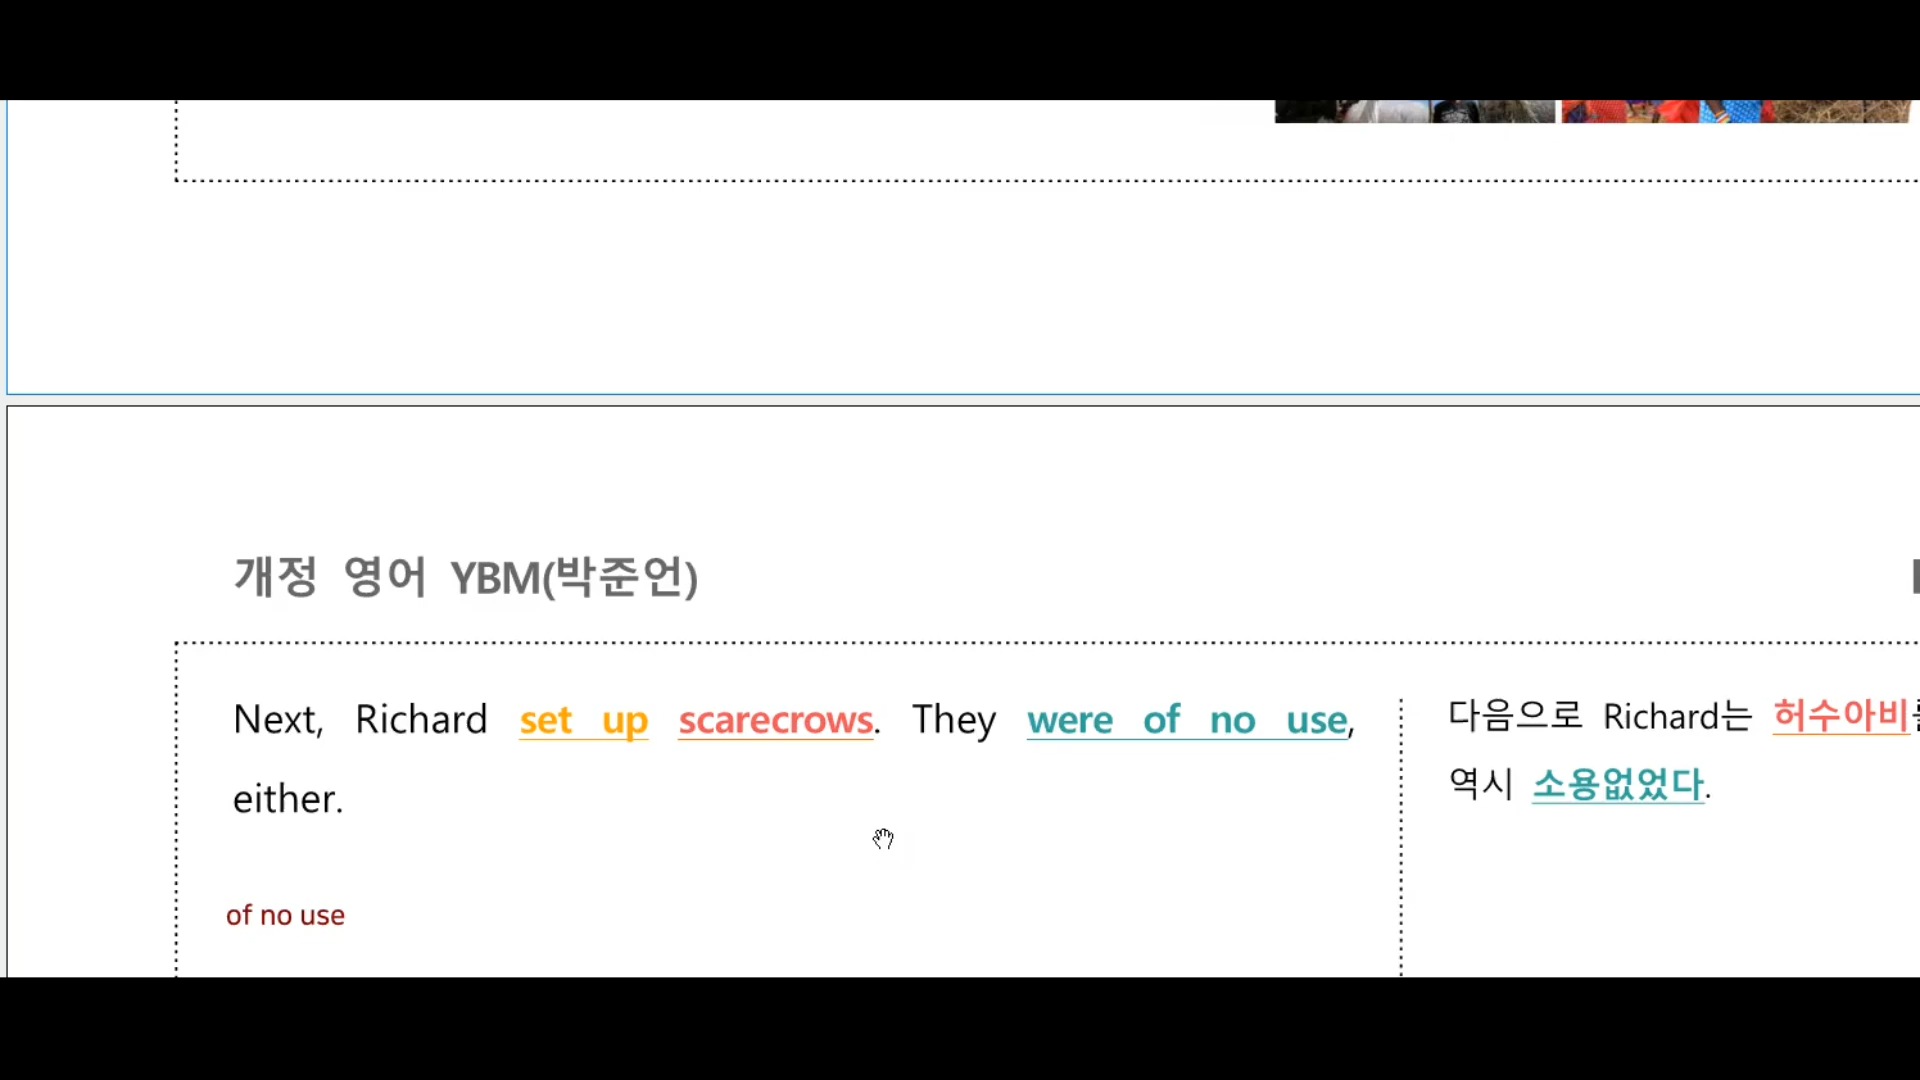 개정 영어 YBM(박준언)
Next, Richard set up scarecrows. They were of no use,
either.
다음으로 Richard는 허수아비를
역시 소용없었다.
of no use